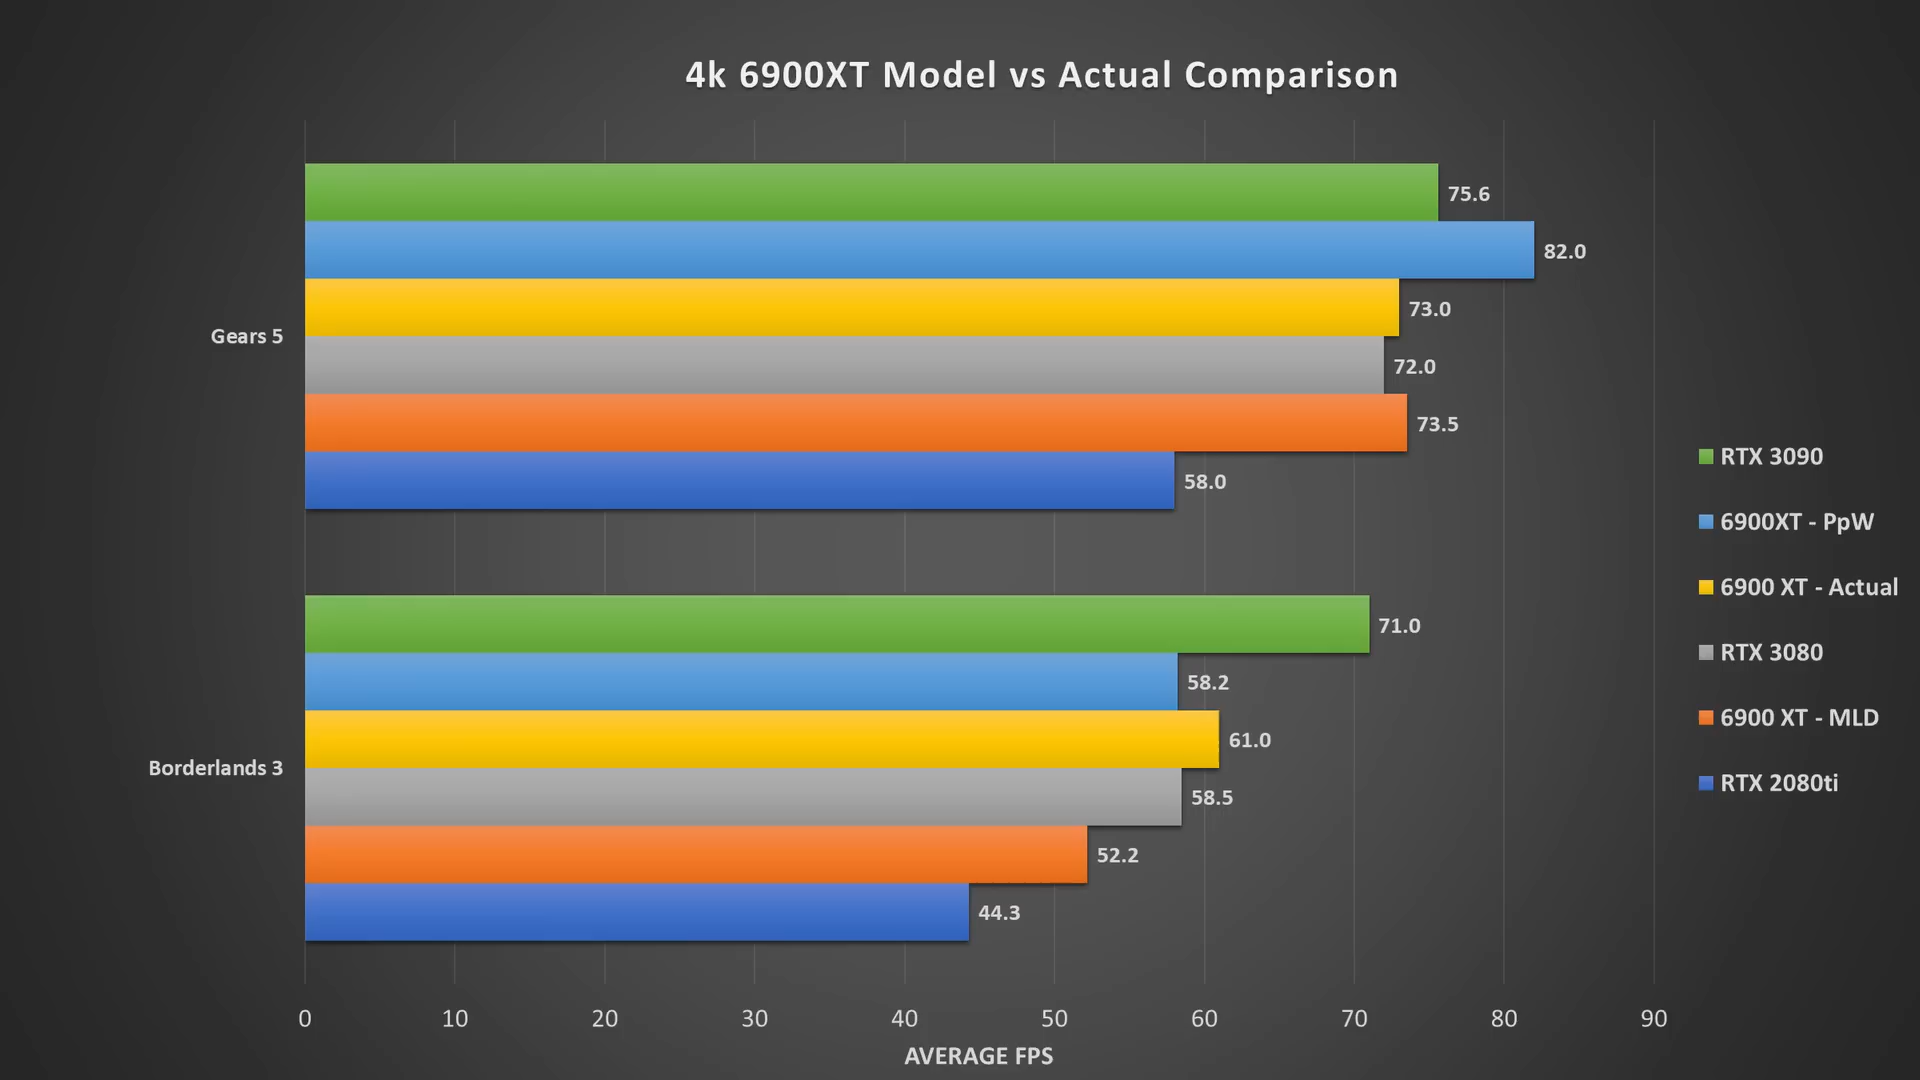 4k 6900XT Model vs Actual Comparison
Gears 5
75.6
82.0
73.0
72.0
73.5
58.0
Borderlands 3
71.0
58.2
61.0
58.5
52.2
44.3
0 10 20 30 40 50 60 70 80 90
AVERAGE FPS
RTX 3090
6900XT - PpW
6900 XT - Actual
RTX 3080
6900 XT - MLD
RTX 2080ti